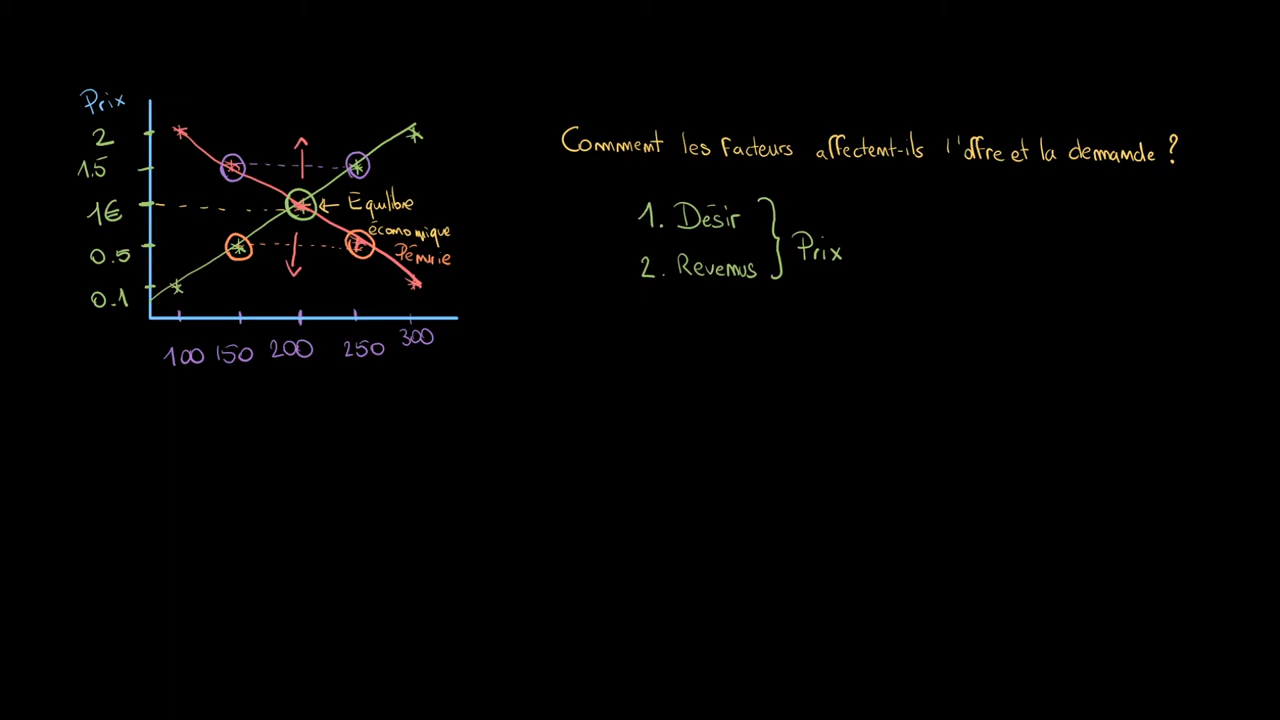 Prix
2
1.5
1€
0.5
0.1
100 150 200 250 300
← Equilibre
économique
Pénurie
Comment les facteurs affectent-ils l'offre et la demande ?
1. Désir
2. Revenus
Prix